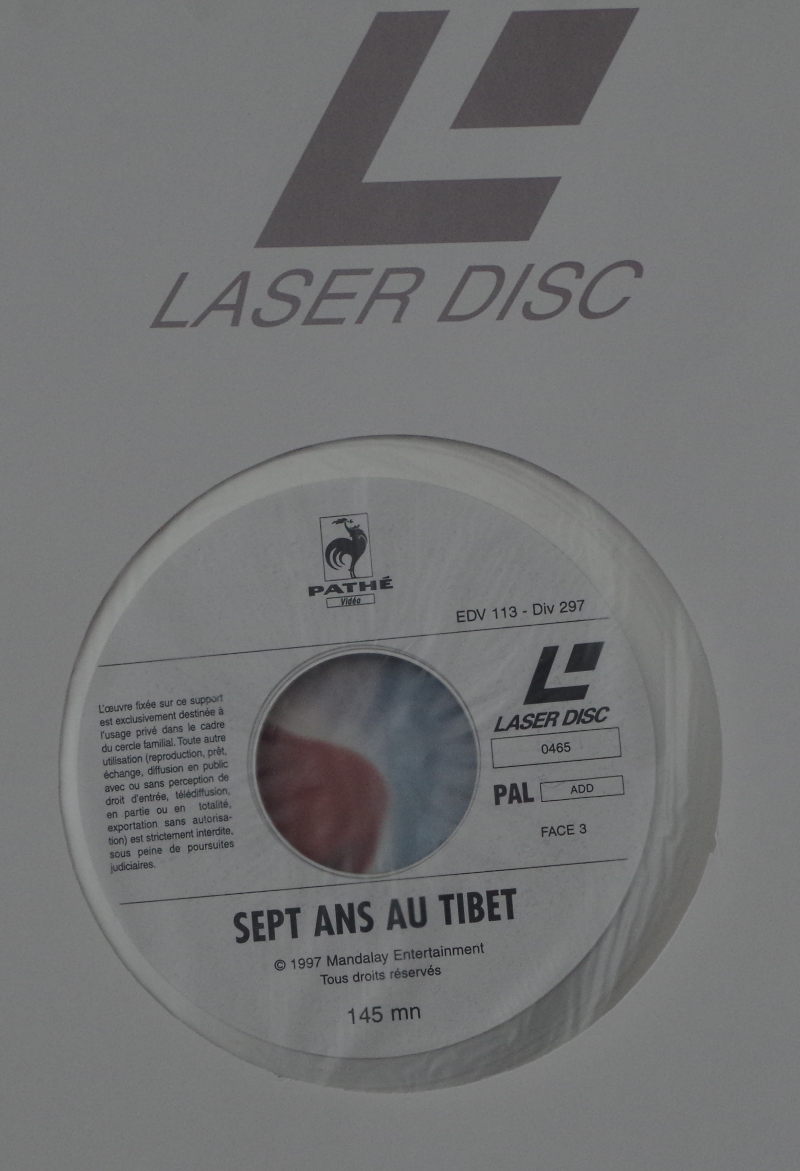 LASER DISC
PATHÉ
Vidéo
EDV 113 - Div 297
L'œuvre fixée sur ce support
est exclusivement destinée à
l'usage privé dans le cadre
du cercle familial. Toute autre
utilisation (reproduction, prêt,
échange, diffusion en public
avec ou sans perception de
droit d'entrée, télédiffusion,
en partie ou en totalité,
exportation sans autorisa-
tion) est strictement interdite,
sous peine de poursuites
judiciaires.
LASER DISC
0465
PAL ADD
FACE 3
SEPT ANS AU TIBET
© 1997 Mandalay Entertainment
Tous droits réservés
145 mn